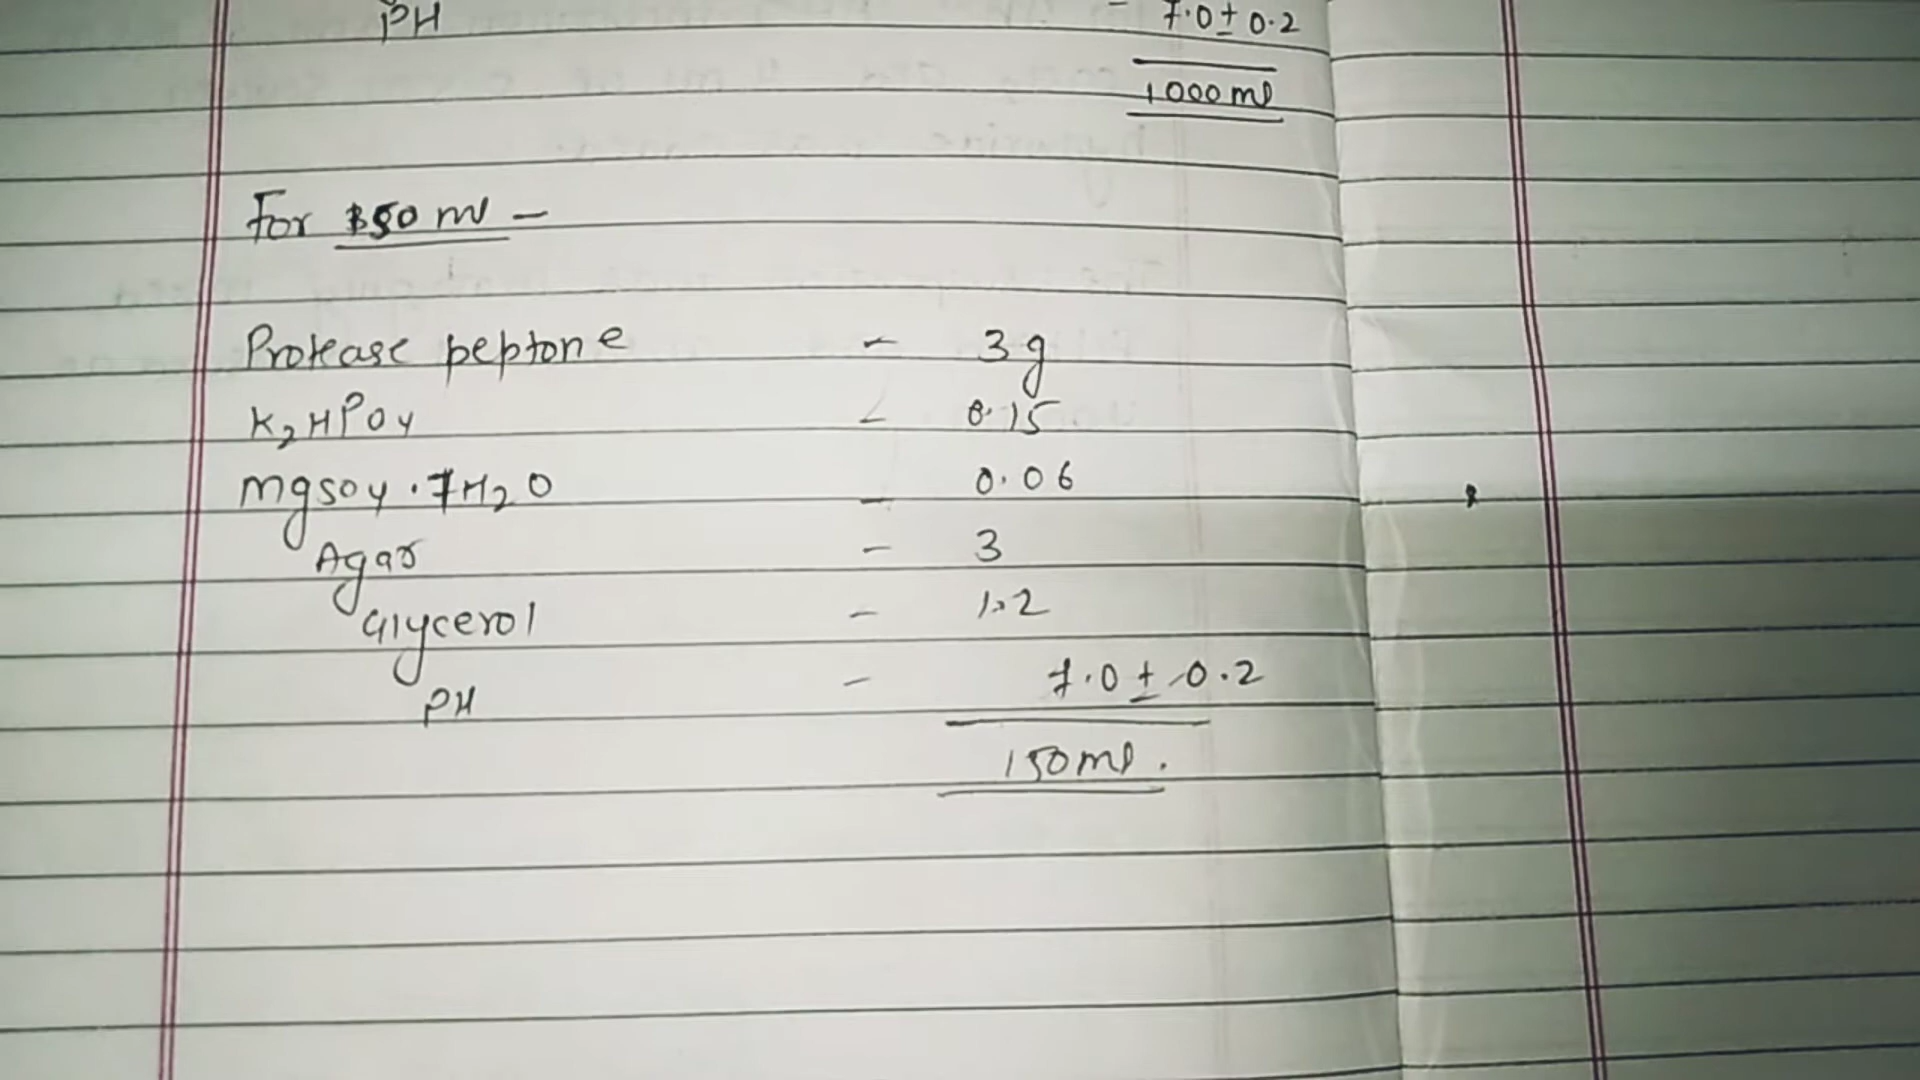 PH - 7.0 ± 0.2
1000 ml
For 150 ml -
Protease peptone - 3g
K2HPO4 - 0.15
MgSO4 . 7H2O - 0.06
Agar - 3
Glycerol - 1.2
PH - 7.0 ± 0.2
150 ml.